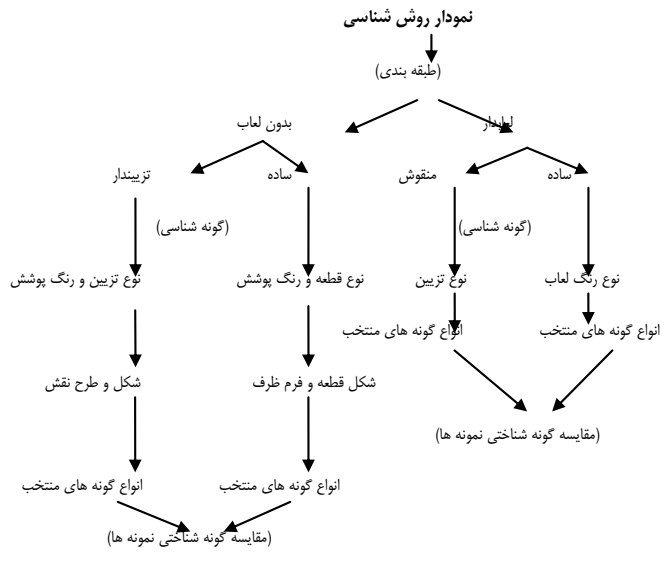 نمودار روش شناسی
(طبقه بندی)
لعابدار
بدون لعاب
ساده
منقوش
ساده
تزییندار
(گونه شناسی)
(گونه شناسی)
نوع رنگ لعاب
نوع تزیین
نوع قطعه و رنگ پوشش
نوع تزیین و رنگ پوشش
انواع گونه های منتخب
انواع گونه های منتخب
شکل قطعه و فرم ظرف
شکل و طرح نقش
(مقایسه گونه شناختی نمونه ها)
انواع گونه های منتخب
انواع گونه های منتخب
(مقایسه گونه شناختی نمونه ها)